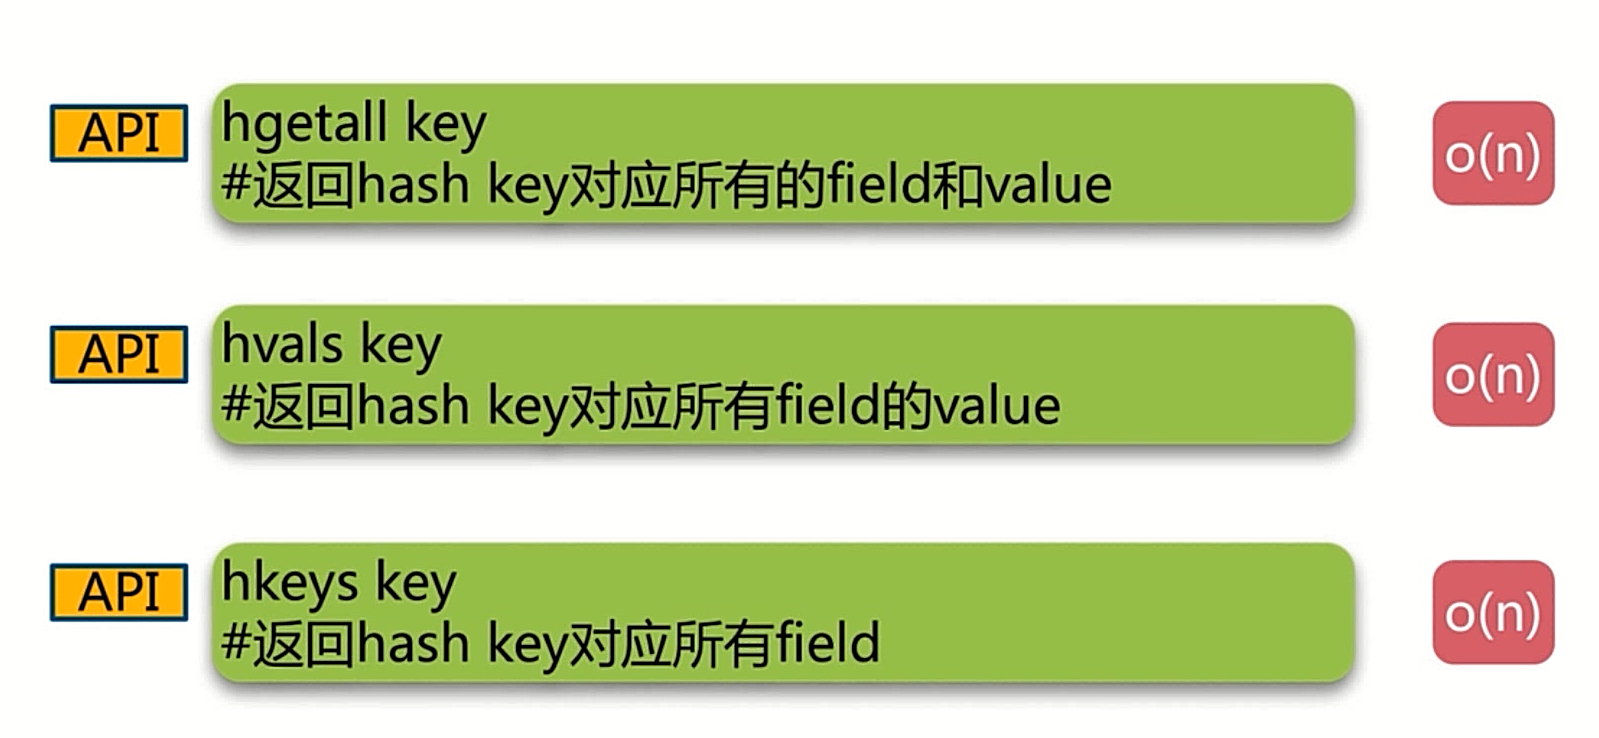 API
hgetall key
#返回hash key对应所有的field和value
o(n)
API
hvals key
#返回hash key对应所有field的value
o(n)
API
hkeys key
#返回hash key对应所有field
o(n)